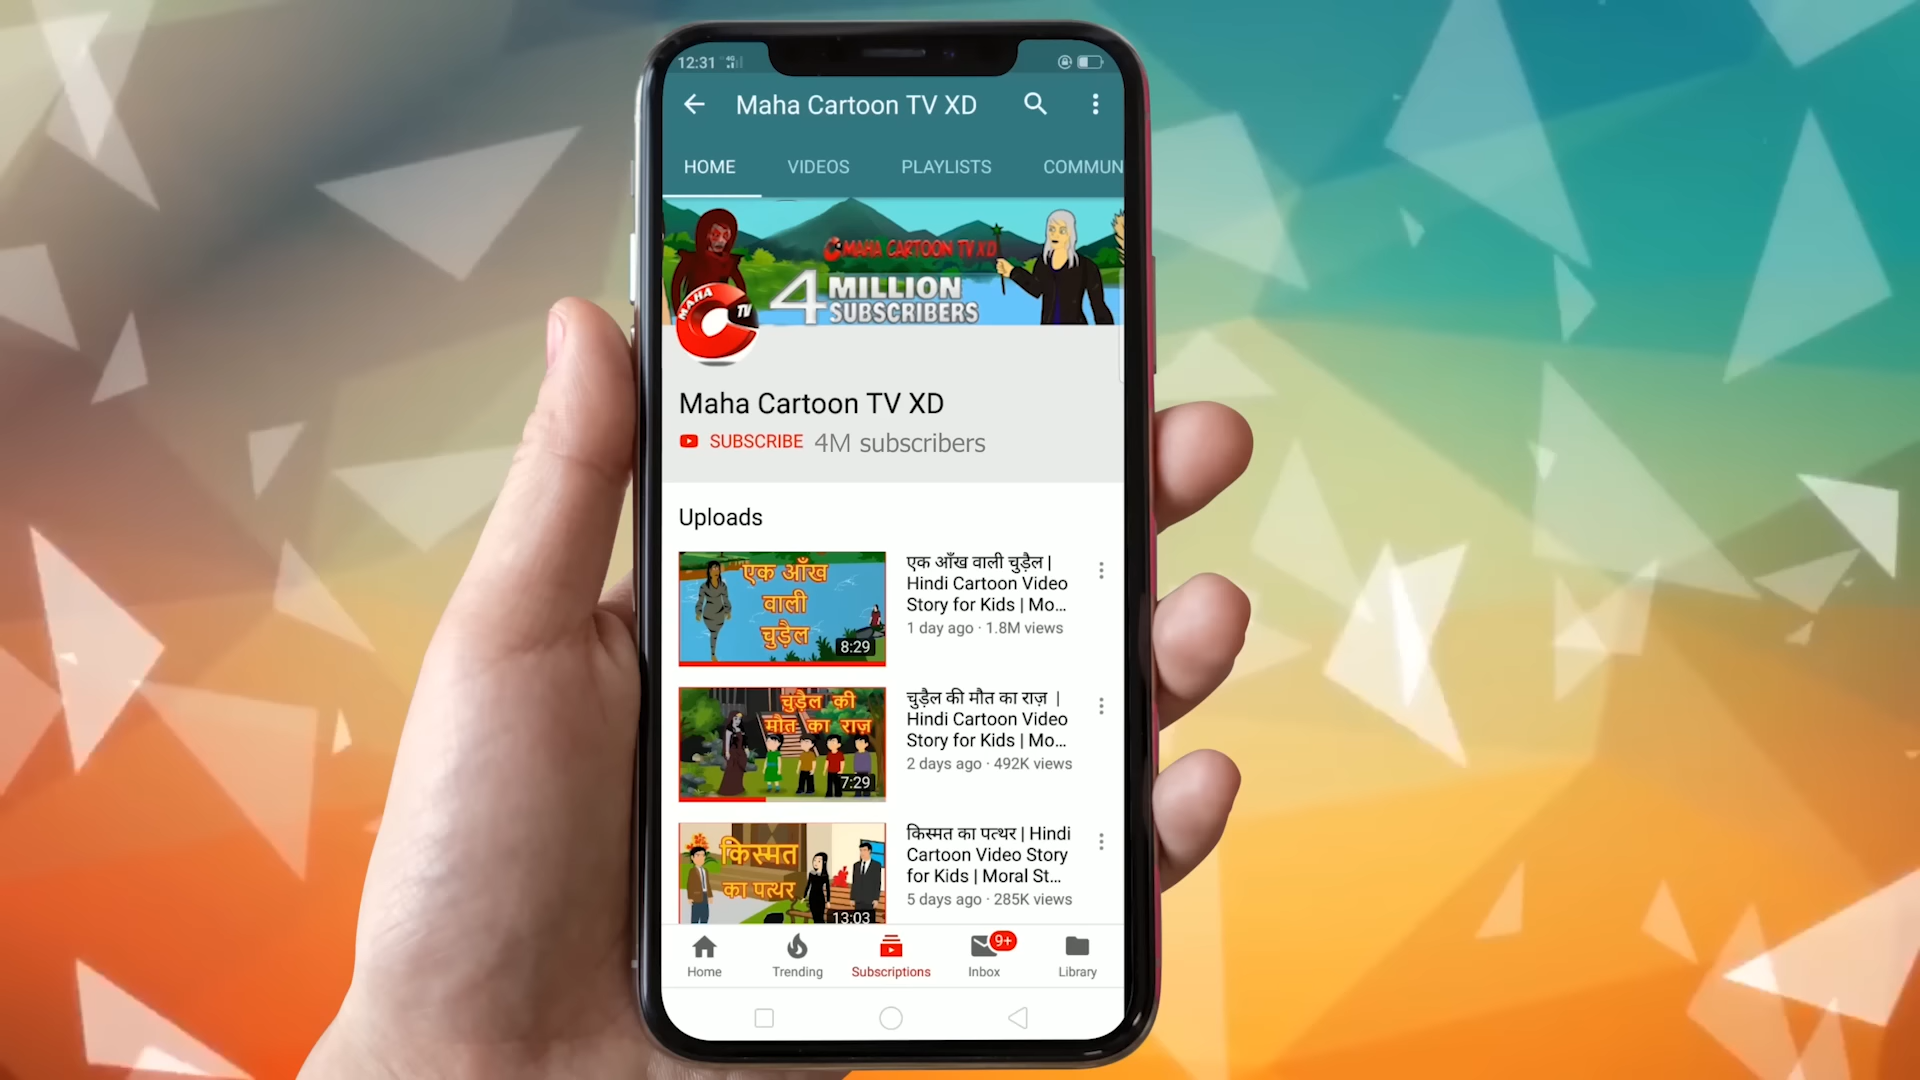 12:31 4G
Maha Cartoon TV XD
HOME VIDEOS PLAYLISTS COMMUN
MAHA CARTOON TV XD
4 MILLION
SUBSCRIBERS
MAHA TV
Maha Cartoon TV XD
SUBSCRIBE 4M subscribers
Uploads
एक आँख
वाली
चुड़ैल
8:29
एक आँख वाली चुड़ैल |
Hindi Cartoon Video
Story for Kids | Mo...
1 day ago · 1.8M views
चुड़ैल की
मौत का राज़
7:29
चुड़ैल की मौत का राज़ |
Hindi Cartoon Video
Story for Kids | Mo...
2 days ago · 492K views
किस्मत
का पत्थर
13:03
किस्मत का पत्थर | Hindi
Cartoon Video Story
for Kids | Moral St...
5 days ago · 285K views
9+
Home Trending Subscriptions Inbox Library